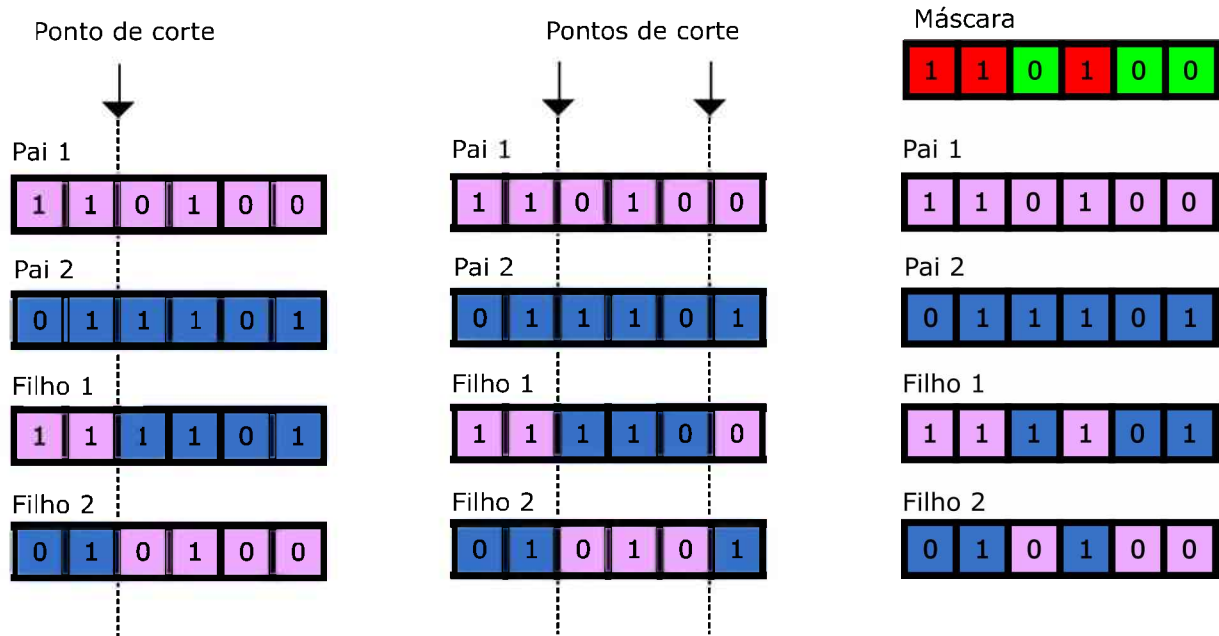 Ponto de corte
Pai 1
1 1 0 1 0 0
Pai 2
0 1 1 1 0 1
Filho 1
1 1 1 1 0 1
Filho 2
0 1 0 1 0 0
Pontos de corte
Pai 1
1 1 0 1 0 0
Pai 2
0 1 1 1 0 1
Filho 1
1 1 1 1 0 0
Filho 2
0 1 0 1 0 1
Máscara
1 1 0 1 0 0
Pai 1
1 1 0 1 0 0
Pai 2
0 1 1 1 0 1
Filho 1
1 1 1 1 0 1
Filho 2
0 1 0 1 0 0